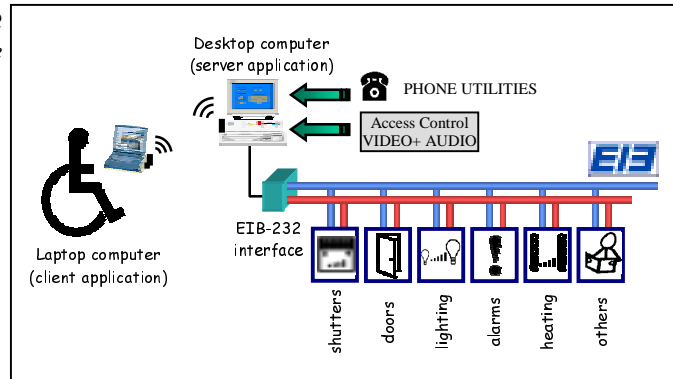 Desktop computer
(server application)
PHONE UTILITIES
Access Control
VIDEO+ AUDIO
EIB
EIB-232
interface
Laptop computer
(client application)
shutters
doors
lighting
alarms
heating
others